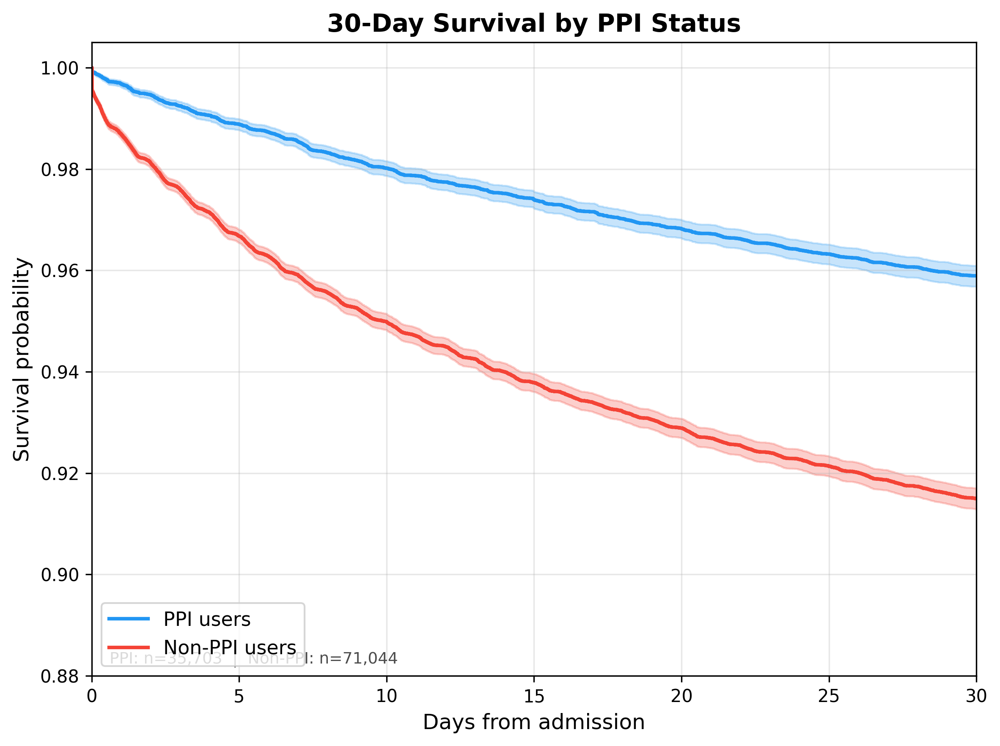 30-Day Survival by PPI Status
Survival probability
1.00
0.98
0.96
0.94
0.92
0.90
0.88
PPI users
Non-PPI users
PPI: n=35,703 | Non-PPI: n=71,044
0 5 10 15 20 25 30
Days from admission